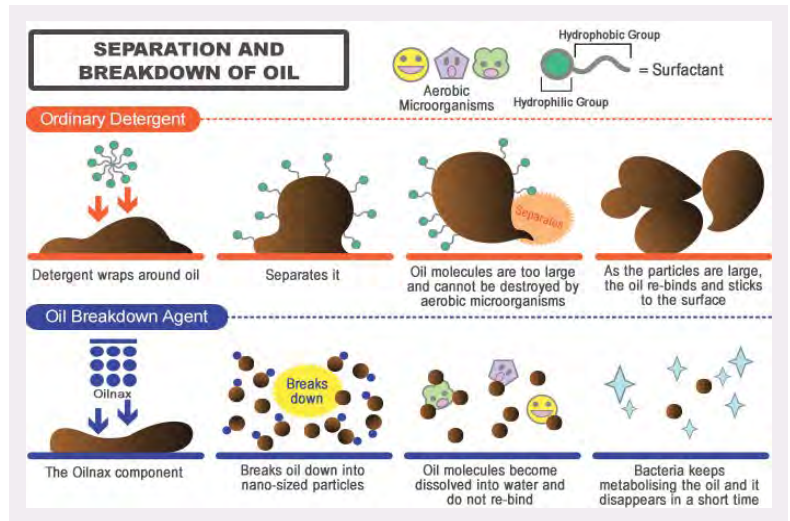 SEPARATION AND
BREAKDOWN OF OIL
Aerobic
Microorganisms
Hydrophobic Group
= Surfactant
Hydrophilic Group
Ordinary Detergent
Detergent wraps around oil
Separates it
Separates
Oil molecules are too large
and cannot be destroyed by
aerobic microorganisms
As the particles are large,
the oil re-binds and sticks
to the surface
Oil Breakdown Agent
Oilnax
The Oilnax component
Breaks
down
Breaks oil down into
nano-sized particles
Oil molecules become
dissolved into water and
do not re-bind
Bacteria keeps
metabolising the oil and it
disappears in a short time